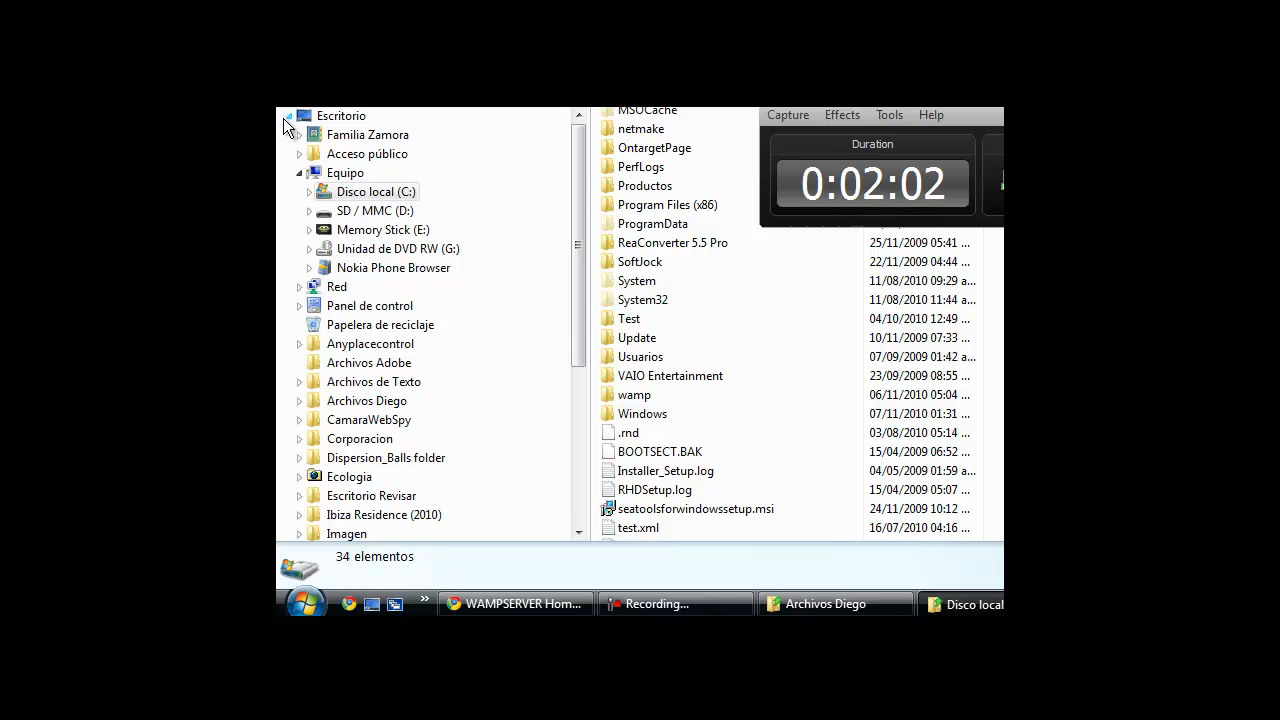 Escritorio
Familia Zamora
Acceso público
Equipo
Disco local (C:)
SD / MMC (D:)
Memory Stick (E:)
Unidad de DVD RW (G:)
Nokia Phone Browser
Red
Panel de control
Papelera de reciclaje
Anyplacecontrol
Archivos Adobe
Archivos de Texto
Archivos Diego
CamaraWebSpy
Corporacion
Dispersion_Balls folder
Ecologia
Escritorio Revisar
Ibiza Residence (2010)
Imagen
MSOCache
netmake
OntargetPage
PerfLogs
Productos
Program Files (x86)
ProgramData
ReaConverter 5.5 Pro 25/11/2009 05:41 ...
SoftJock 22/11/2009 04:44 ...
System 11/08/2010 09:29 a...
System32 11/08/2010 11:44 a...
Test 04/10/2010 12:49 ...
Update 10/11/2009 07:33 ...
Usuarios 07/09/2009 01:42 a...
VAIO Entertainment 23/09/2009 08:55 ...
wamp 06/11/2010 05:04 ...
Windows 07/11/2010 01:31 ...
.rnd 03/08/2010 05:14 ...
BOOTSECT.BAK 15/04/2009 06:52 ...
Installer_Setup.log 04/05/2009 01:59 a...
RHDSetup.log 15/04/2009 05:07 ...
seatoolsforwindowssetup.msi 24/11/2009 10:12 ...
test.xml 16/07/2010 04:16 ...
Capture Effects Tools Help
Duration
0:02:02
34 elementos
WAMPSERVER Hom... Recording... Archivos Diego Disco local